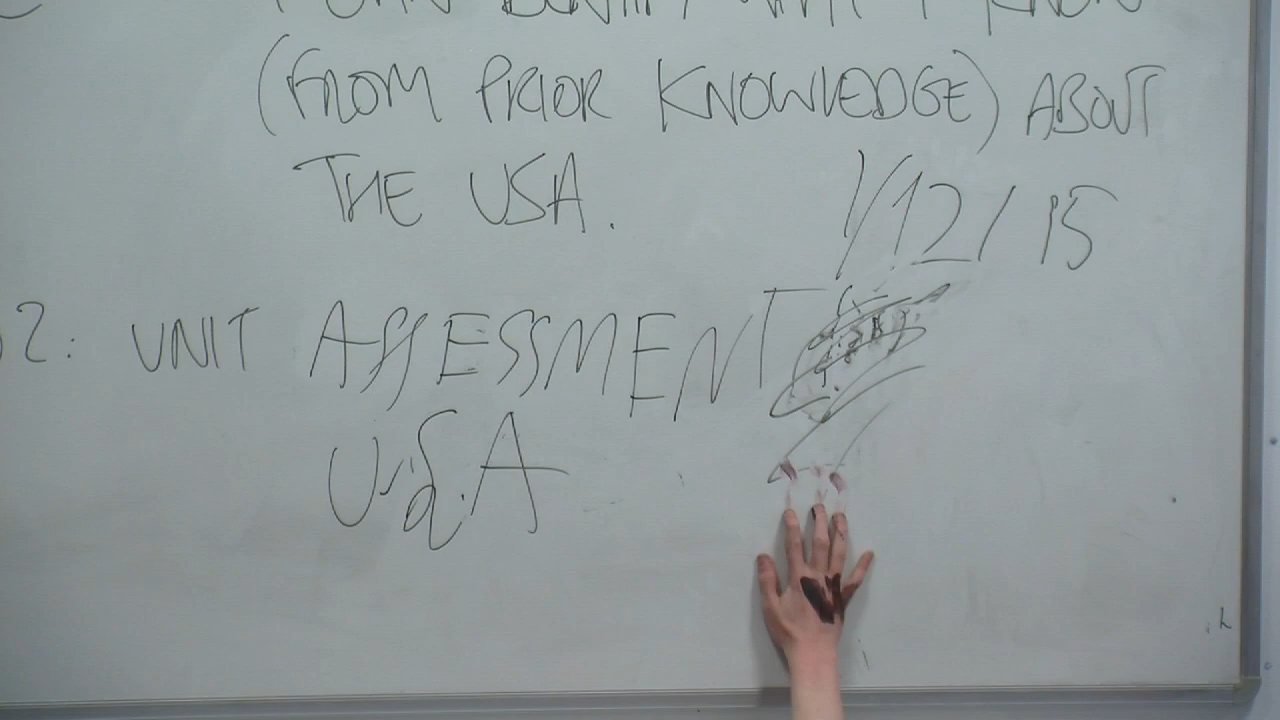 (FROM PRIOR KNOWLEDGE) ABOUT
THE USA.
1/12/15
2: UNIT ASSESSMENT
U.S.A